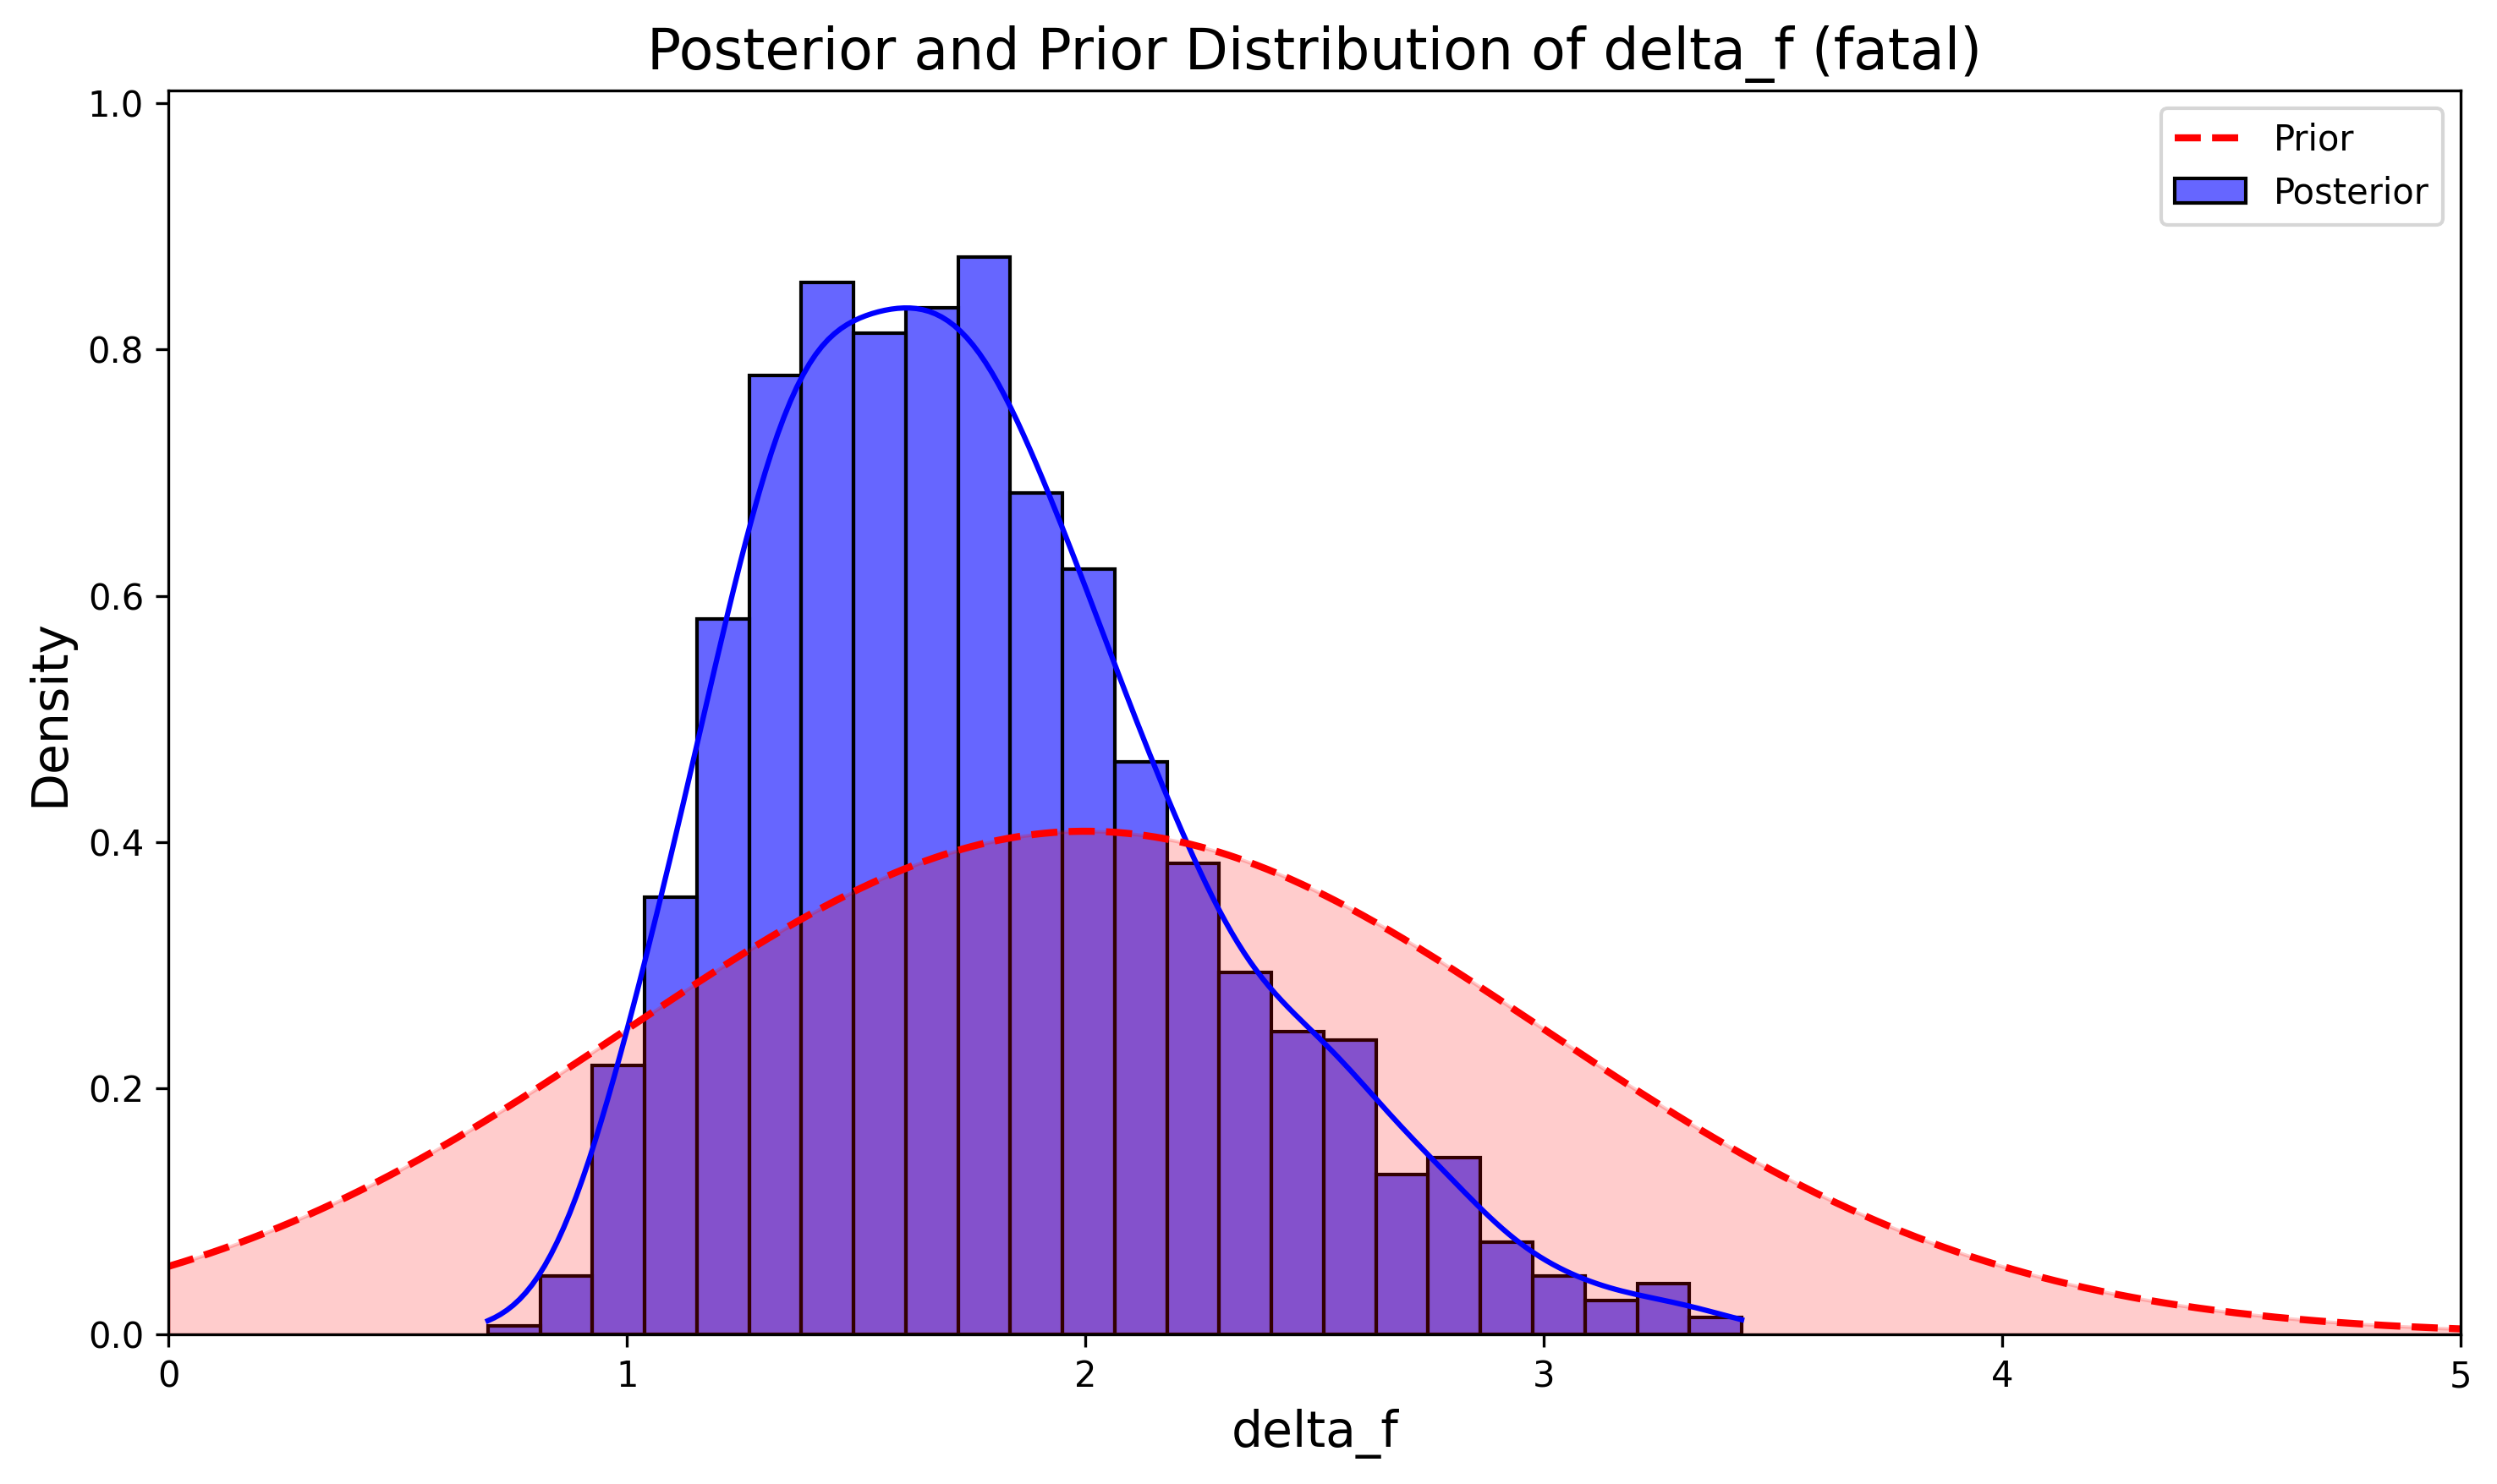 Posterior and Prior Distribution of delta_f (fatal)
Prior
Posterior
Density
1.0
0.8
0.6
0.4
0.2
0.0
0 1 2 3 4 5
delta_f